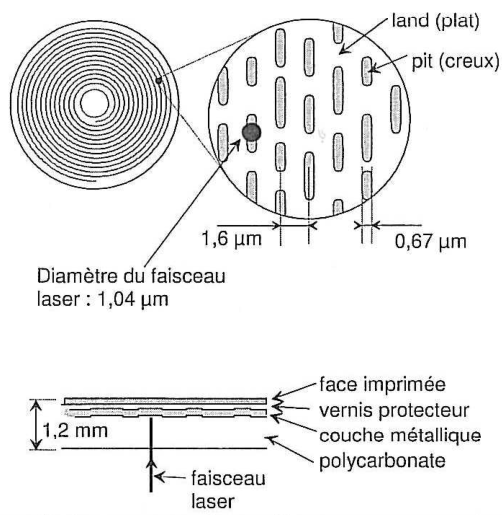 land (plat)
pit (creux)
1,6 µm
0,67 µm
Diamètre du faisceau
laser : 1,04 µm
face imprimée
vernis protecteur
couche métallique
polycarbonate
1,2 mm
faisceau
laser